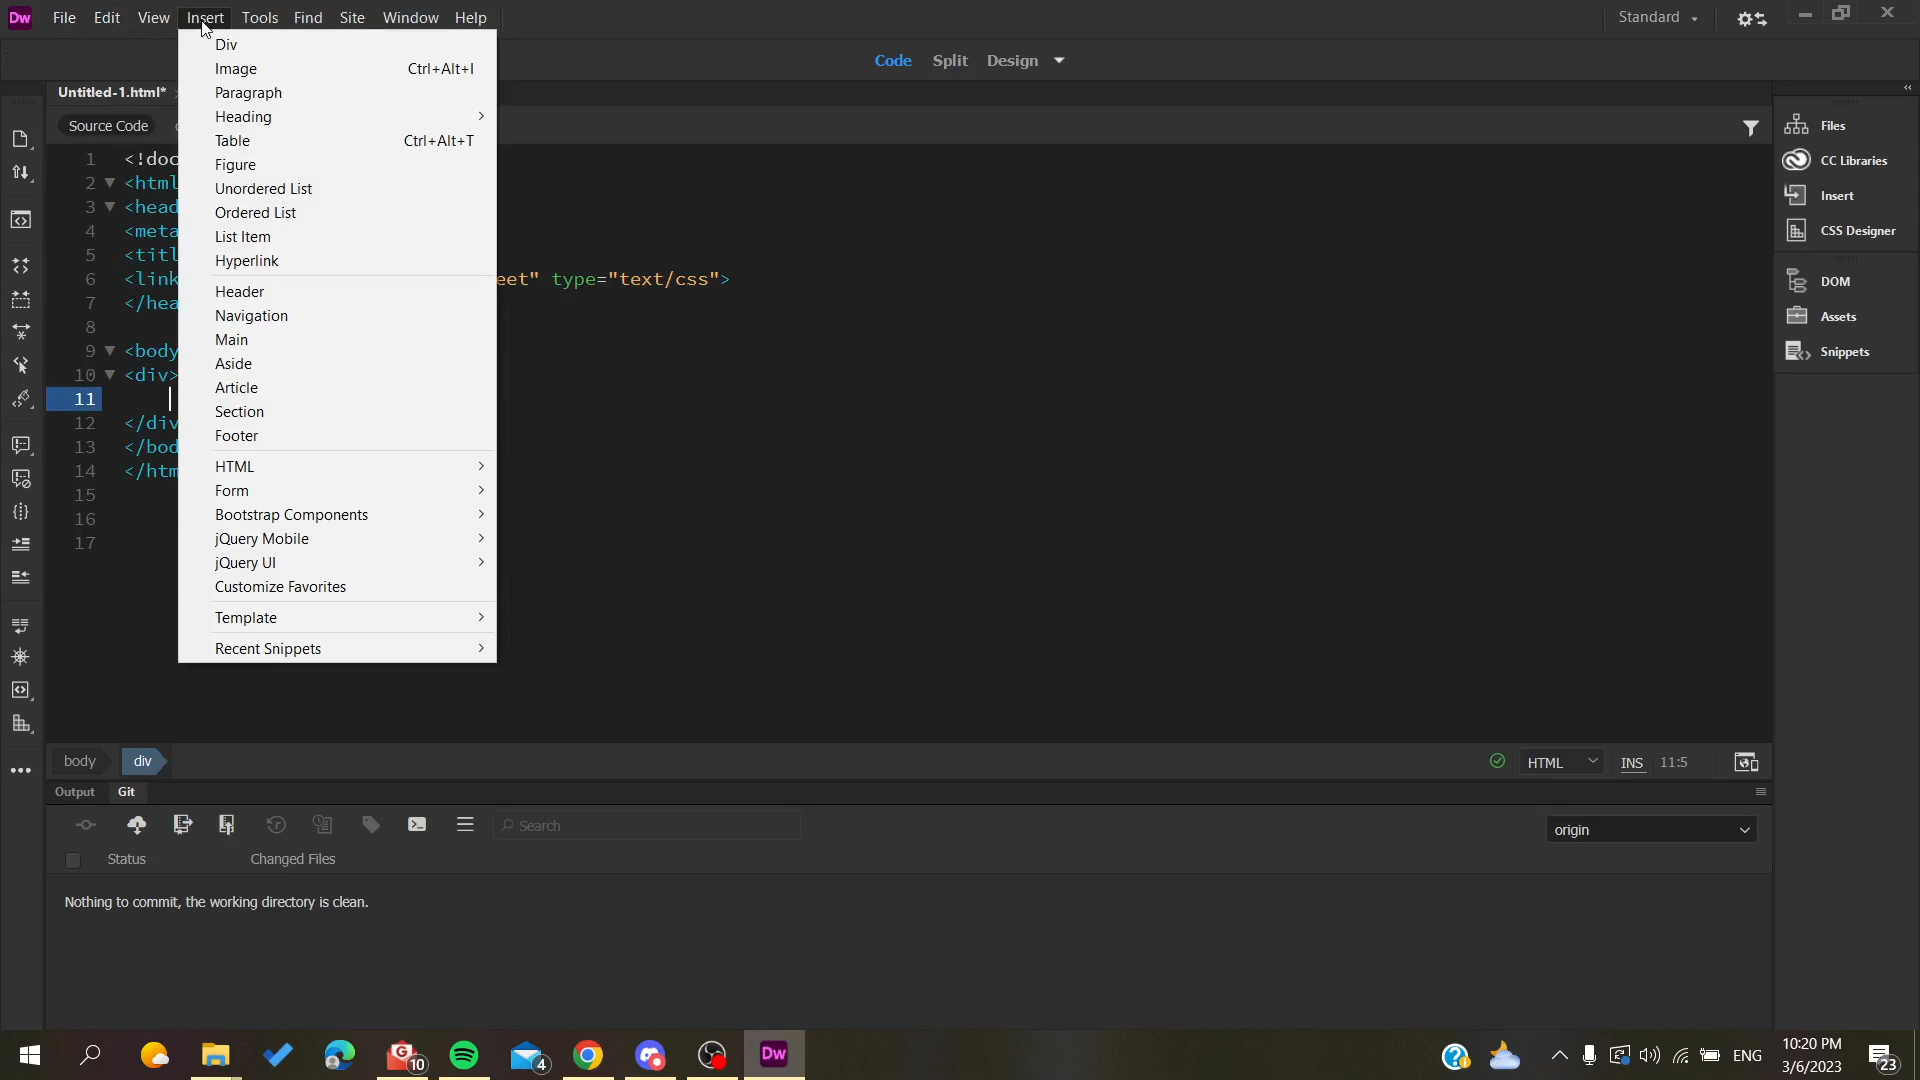 Dw File Edit View Insert Tools Find Site Window Help Standard
Code Split Design
Untitled-1.html*
Source Code
Div
Image Ctrl+Alt+I
Paragraph
Heading
Table Ctrl+Alt+T
Figure
Unordered List
Ordered List
List Item
Hyperlink
Header
Navigation
Main
Aside
Article
Section
Footer
HTML
Form
Bootstrap Components
jQuery Mobile
jQuery UI
Customize Favorites
Template
Recent Snippets
1 <!doc
2 <html
3 <head
4 <meta
5 <titl
6 <link eet" type="text/css">
7 </hea
8
9 <body
10 <div>
11
12 </div
13 </bod
14 </htm
15
16
17
Files
CC Libraries
Insert
CSS Designer
DOM
Assets
Snippets
body div HTML INS 11:5
Output Git
Search origin
Status Changed Files
Nothing to commit, the working directory is clean.
10 4 Dw ENG 10:20 PM 23
3/6/2023